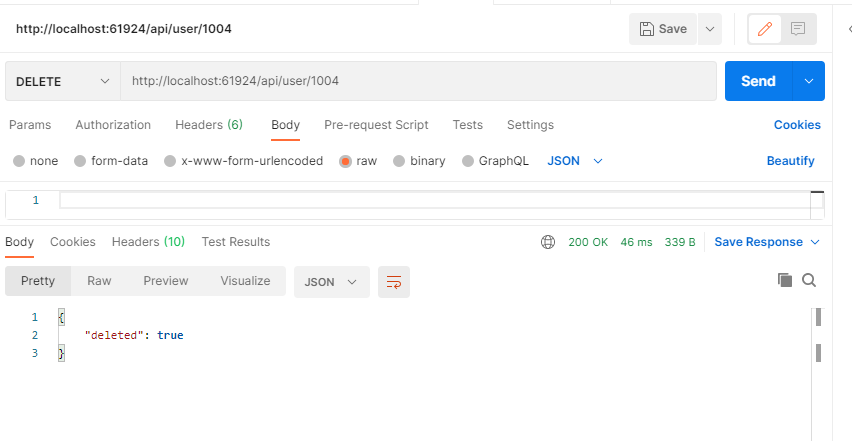 http://localhost:61924/api/user/1004 Save
DELETE http://localhost:61924/api/user/1004 Send
Params Authorization Headers (6) Body Pre-request Script Tests Settings Cookies
none form-data x-www-form-urlencoded raw binary GraphQL JSON Beautify
1
Body Cookies Headers (10) Test Results 200 OK 46 ms 339 B Save Response
Pretty Raw Preview Visualize JSON
1 {
2 "deleted": true
3 }